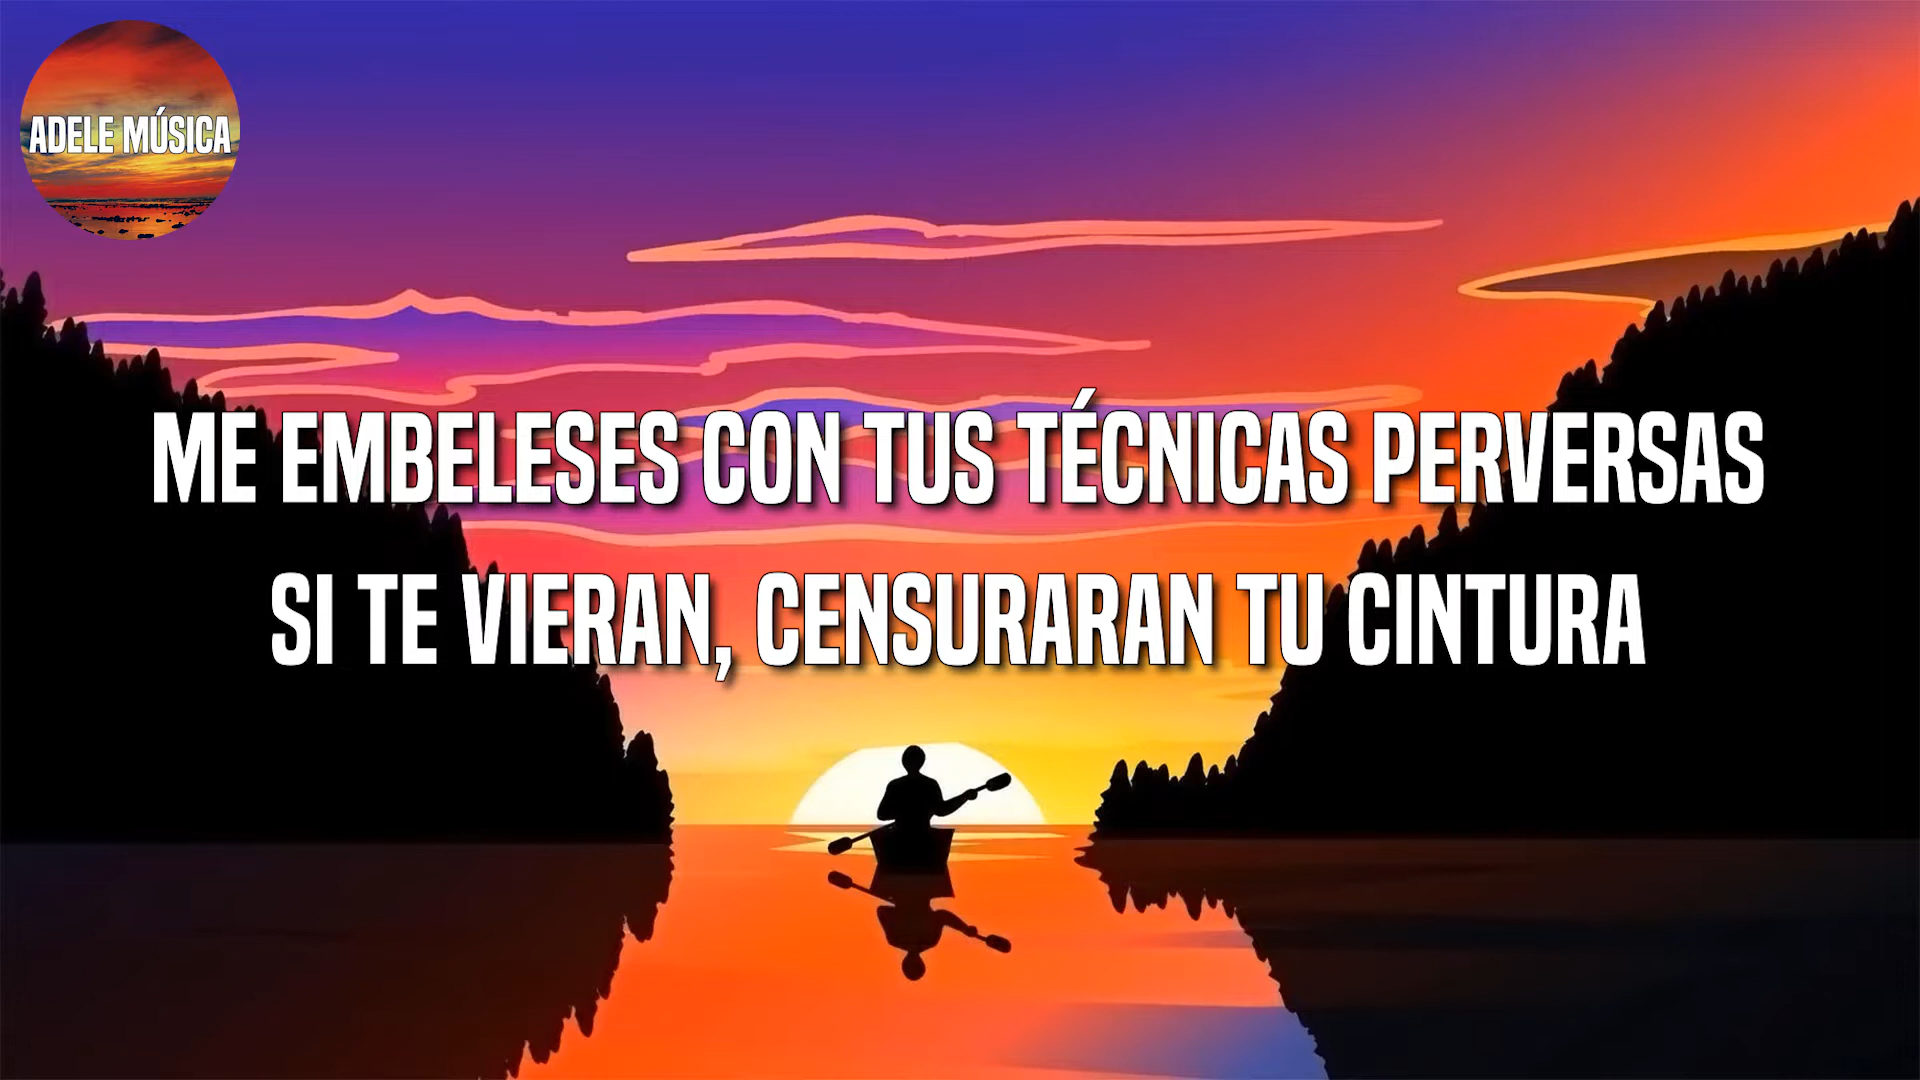 ADELE MÚSICA
ME EMBELESES CON TUS TÉCNICAS PERVERSAS
SI TE VIERAN, CENSURARAN TU CINTURA